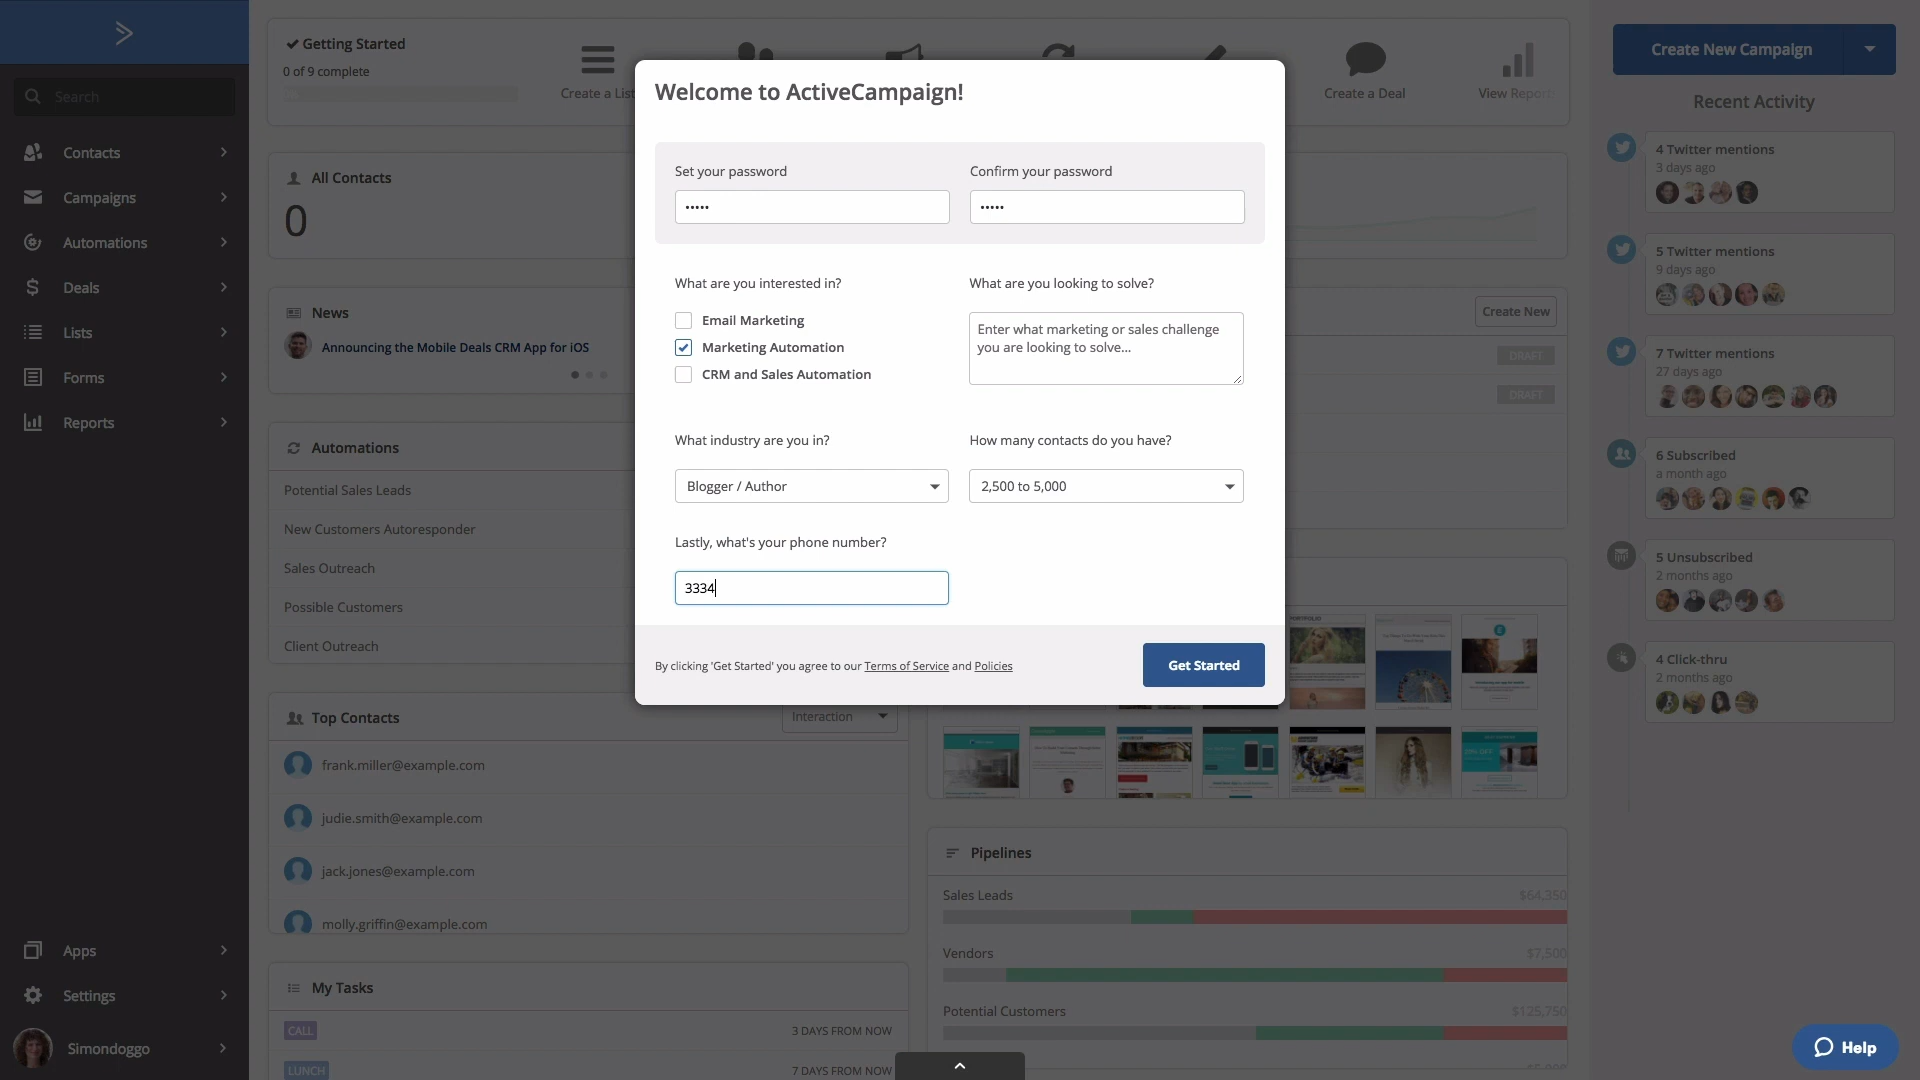 Getting Started
0 of 9 complete
Create a List
Create a Deal
View Reports
Create New Campaign
Search
Recent Activity
Contacts
Campaigns
Automations
Deals
Lists
Forms
Reports
Apps
Settings
Simondoggo
All Contacts
0
News
Announcing the Mobile Deals CRM App for iOS
Automations
Potential Sales Leads
New Customers Autoresponder
Sales Outreach
Possible Customers
Client Outreach
Top Contacts
Interaction
frank.miller@example.com
judie.smith@example.com
jack.jones@example.com
molly.griffin@example.com
My Tasks
CALL
3 DAYS FROM NOW
LUNCH
7 DAYS FROM NOW
Welcome to ActiveCampaign!
Set your password
Confirm your password
•••••
•••••
What are you interested in?
What are you looking to solve?
Email Marketing
Marketing Automation
CRM and Sales Automation
Enter what marketing or sales challenge
you are looking to solve...
What industry are you in?
How many contacts do you have?
Blogger / Author
2,500 to 5,000
Lastly, what's your phone number?
3334
By clicking 'Get Started' you agree to our Terms of Service and Policies
Get Started
Create New
DRAFT
DRAFT
Pipelines
Sales Leads
$64,350
Vendors
$7,500
Potential Customers
$125,750
4 Twitter mentions
3 days ago
5 Twitter mentions
9 days ago
7 Twitter mentions
27 days ago
6 Subscribed
a month ago
5 Unsubscribed
2 months ago
4 Click-thru
2 months ago
Help